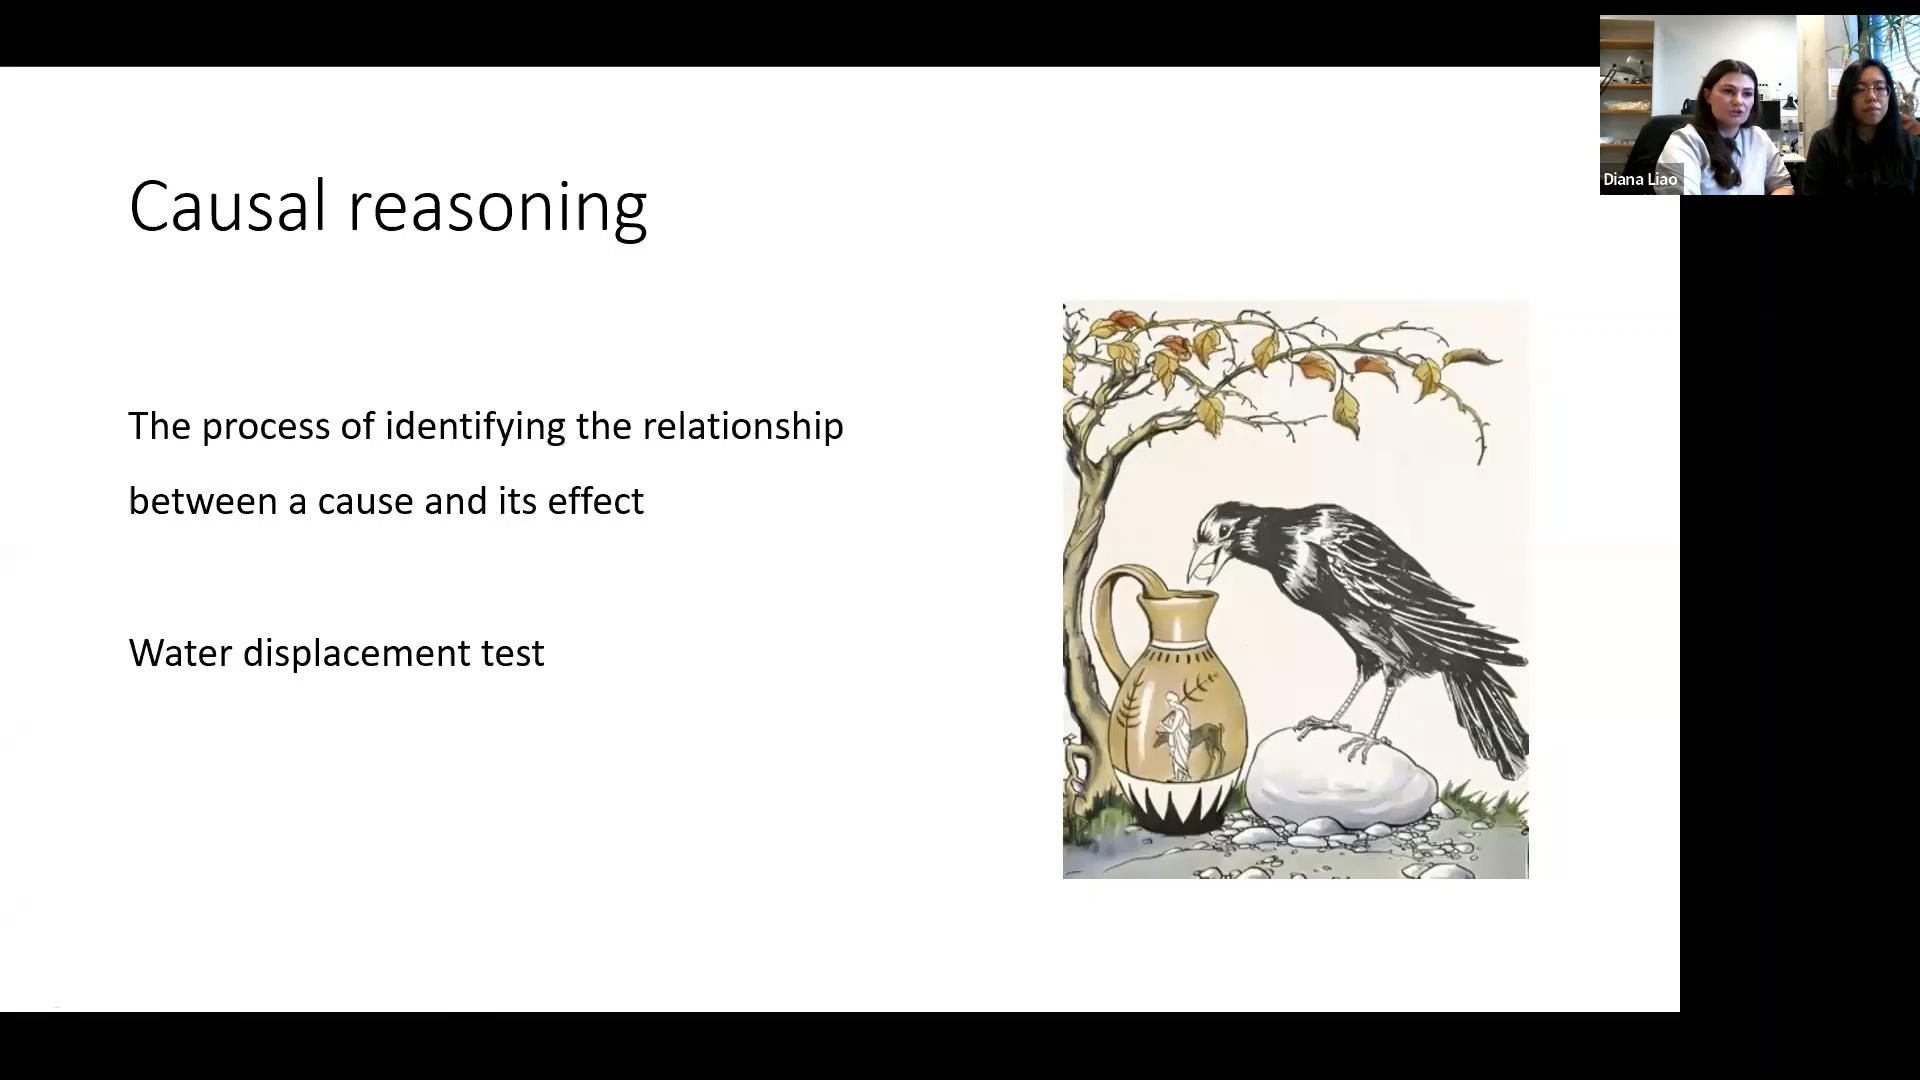 Causal reasoning
The process of identifying the relationship
between a cause and its effect
Water displacement test
Diana Liao